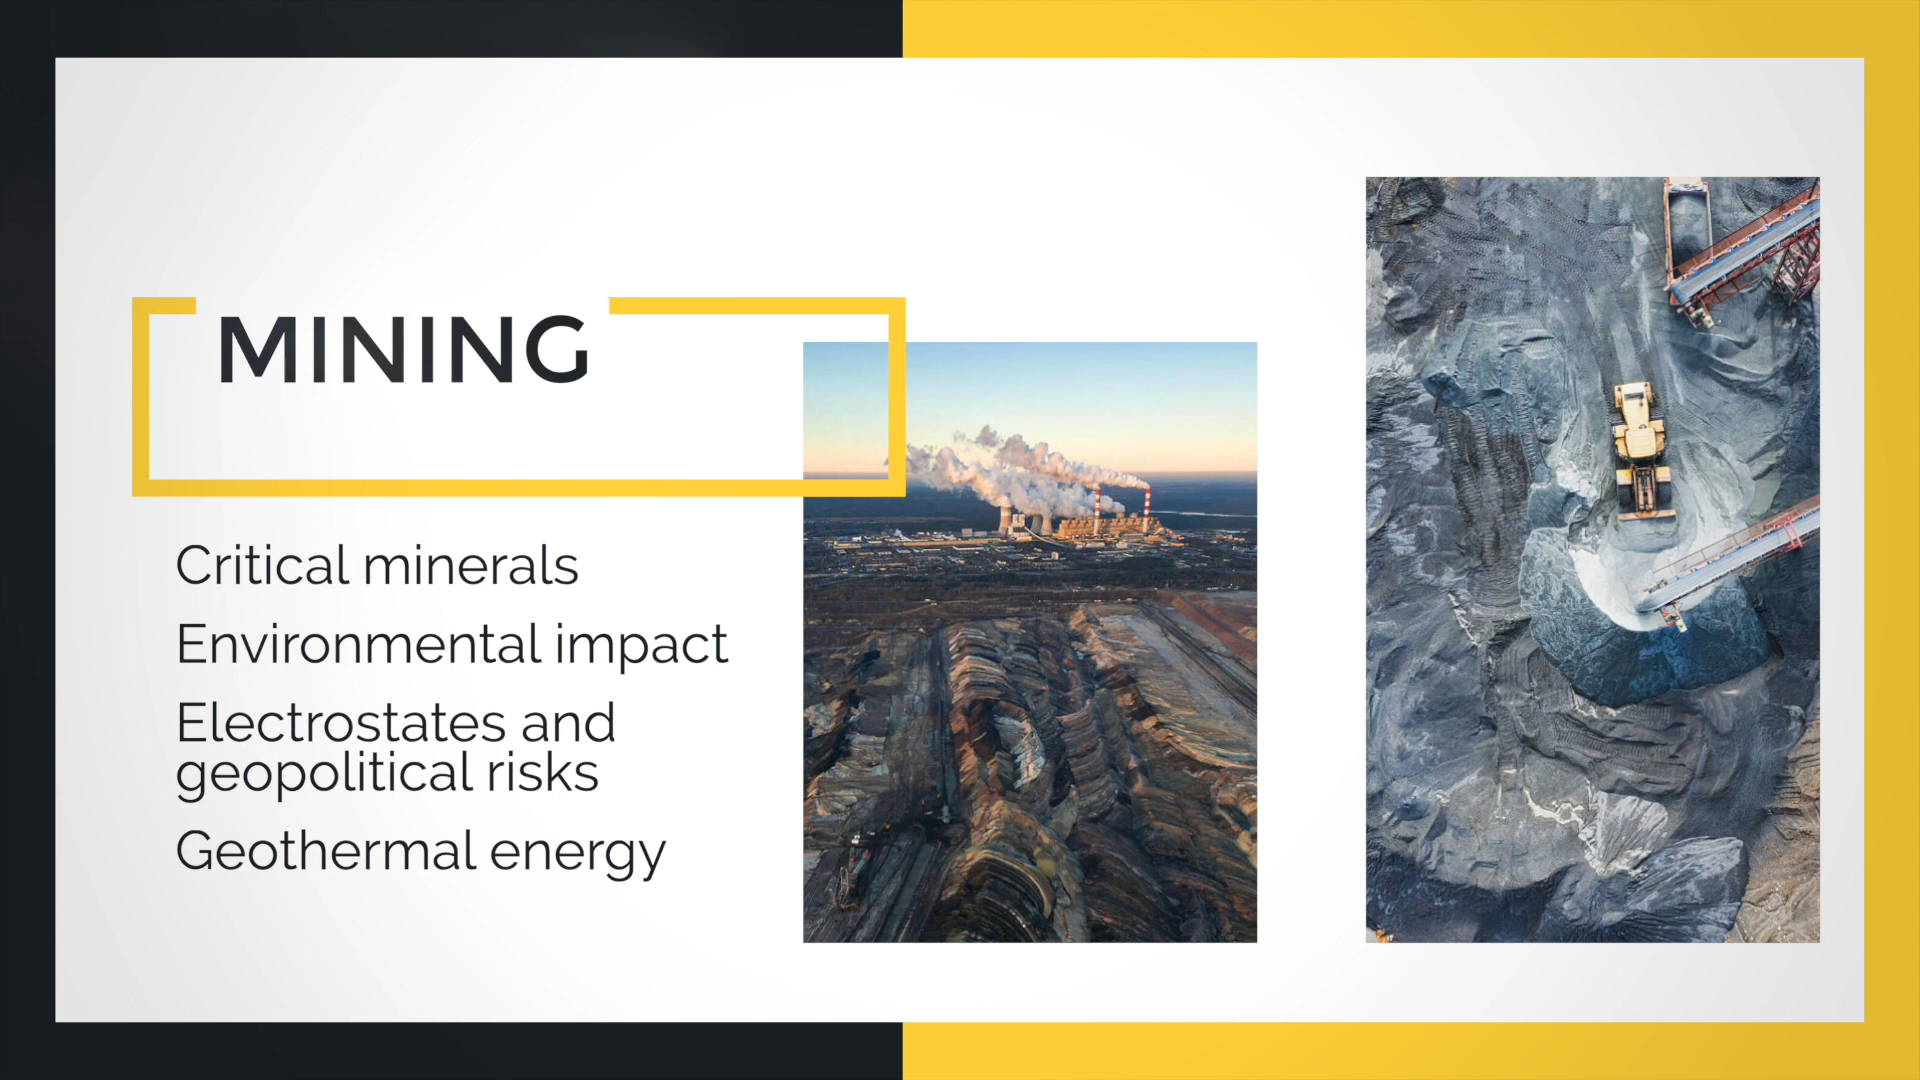 MINING
Critical minerals
Environmental impact
Electrostates and
geopolitical risks
Geothermal energy